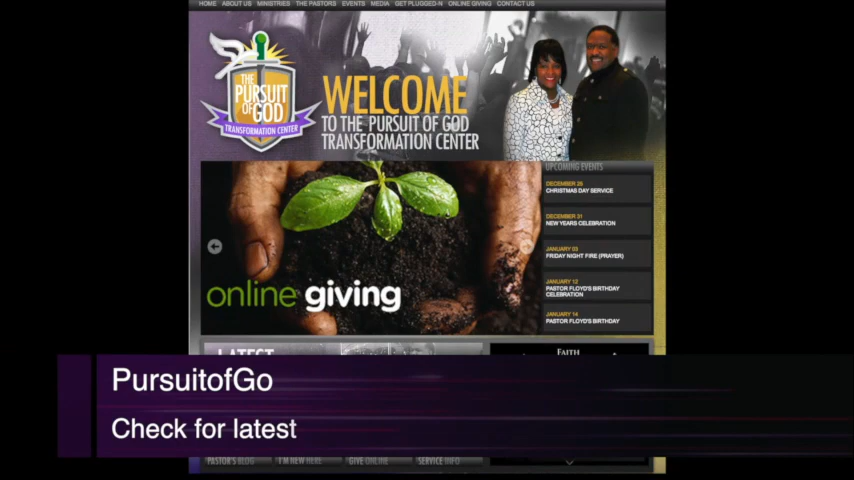 HOME ABOUT US MINISTRIES THE PASTORS EVENTS MEDIA GET PLUGGED-N ONLINE GIVING CONTACT US
THE
PURSUIT
OF GOD
TRANSFORMATION CENTER
WELCOME
TO THE PURSUIT OF GOD
TRANSFORMATION CENTER
UPCOMING EVENTS
DECEMBER 25
CHRISTMAS DAY SERVICE
DECEMBER 31
NEW YEARS CELEBRATION
JANUARY 03
FRIDAY NIGHT FIRE (PRAYER)
JANUARY 12
PASTOR FLOYD'S BIRTHDAY
CELEBRATION
JANUARY 14
PASTOR FLOYD'S BIRTHDAY
online giving
LATEST
FAITH
PursuitofGo
Check for latest
PASTOR'S BLOG I'M NEW HERE GIVE ONLINE SERVICE INFO